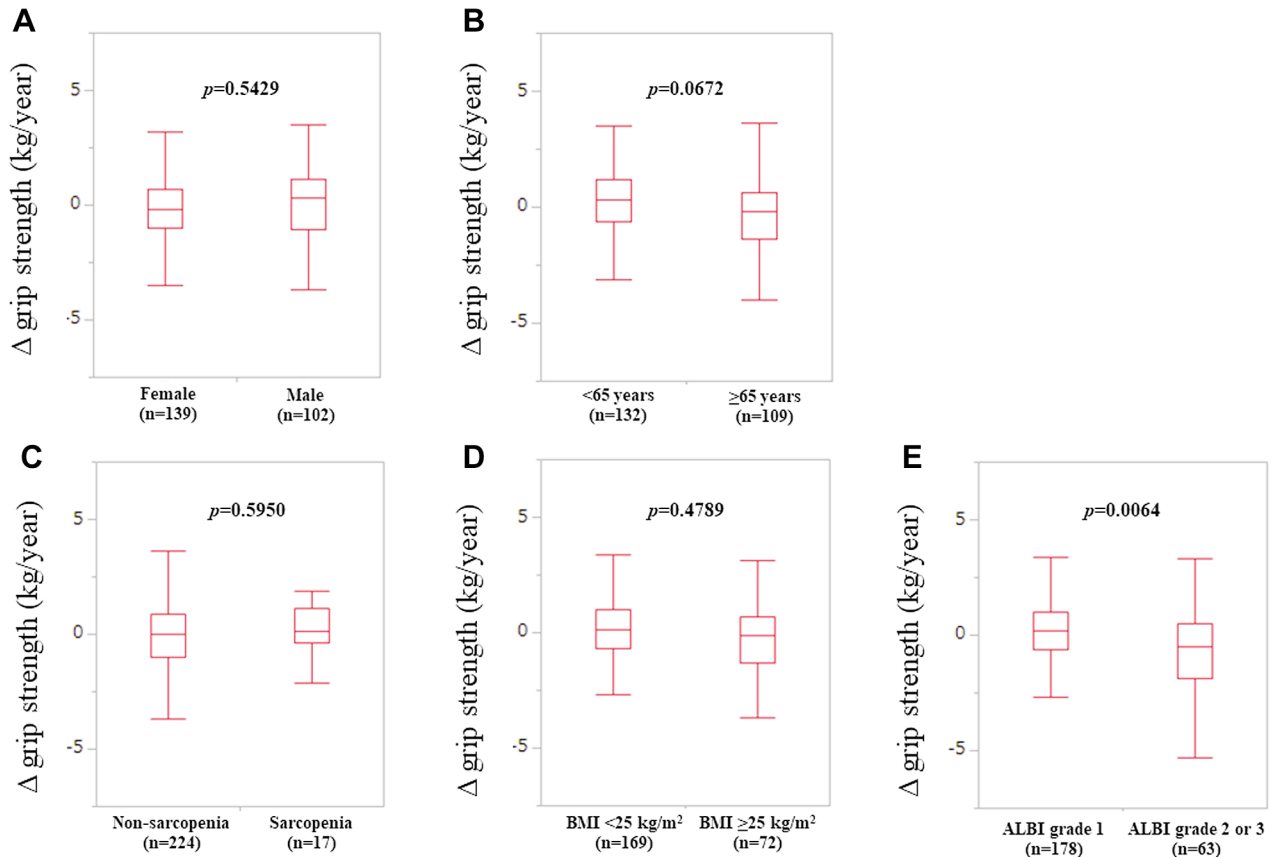 A
Δ grip strength (kg/year)
5
0
-5
p=0.5429
Female
(n=139)
Male
(n=102)
B
Δ grip strength (kg/year)
5
0
-5
p=0.0672
<65 years
(n=132)
≥65 years
(n=109)
C
Δ grip strength (kg/year)
5
0
-5
p=0.5950
Non-sarcopenia
(n=224)
Sarcopenia
(n=17)
D
Δ grip strength (kg/year)
5
0
-5
p=0.4789
BMI <25 kg/m²
(n=169)
BMI ≥25 kg/m²
(n=72)
E
Δ grip strength (kg/year)
5
0
-5
p=0.0064
ALBI grade 1
(n=178)
ALBI grade 2 or 3
(n=63)